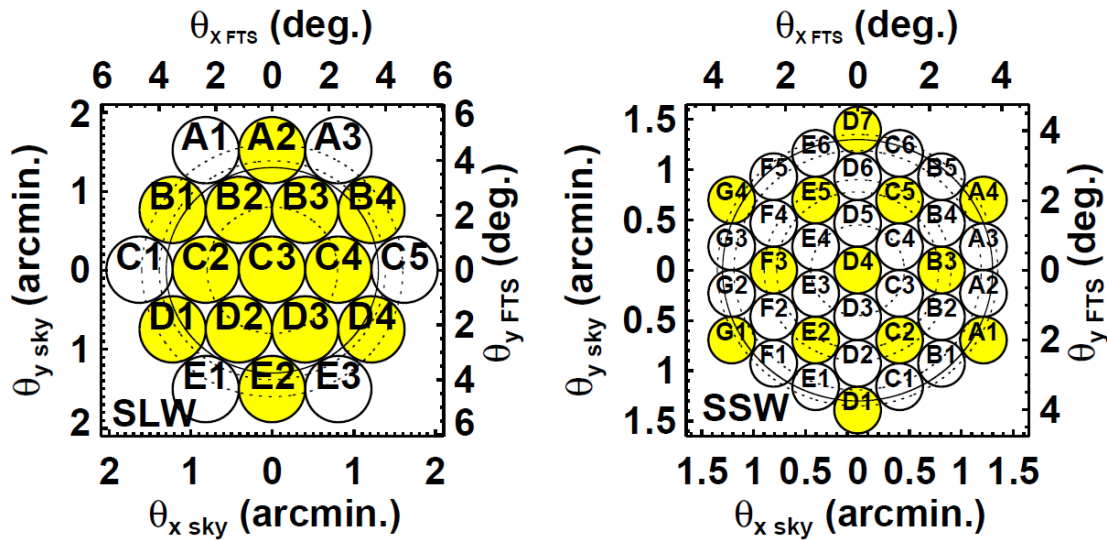 θx FTS (deg.)
6 4 2 0 2 4 6
θy sky (arcmin.)
2
1
0
1
2
A1 A2 A3
B1 B2 B3 B4
C1 C2 C3 C4 C5
D1 D2 D3 D4
E1 E2 E3
SLW
6
4
2
0
2
4
6
θy FTS (deg.)
2 1 0 1 2
θx sky (arcmin.)
θx FTS (deg.)
4 2 0 2 4
θy sky (arcmin.)
1.5
1
0.5
0
0.5
1
1.5
D7
E6 C6
F5 D6 B5
G4 E5 C5 A4
F4 D5 B4
G3 E4 C4 A3
F3 D4 B3
G2 E3 C3 A2
F2 D3 B2
G1 E2 C2 A1
F1 D2 B1
E1 C1
D1
SSW
4
2
0
2
4
θy FTS (deg.)
1.5 1 0.5 0 0.5 1 1.5
θx sky (arcmin.)